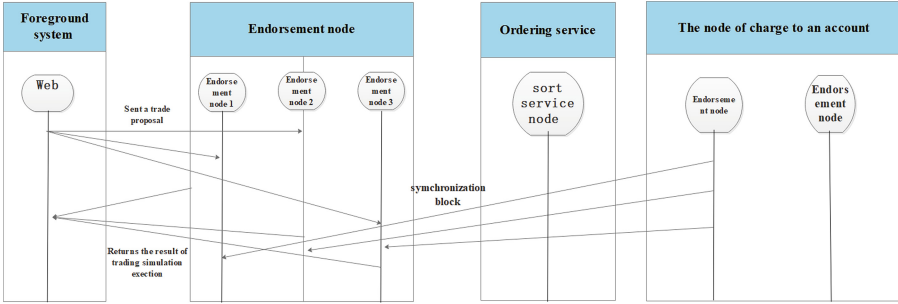 Foreground
system
Endorsement node
Ordering service
The node of charge to an account
Web
Endorse
ment
node 1
Endorse
ment
node 2
Endorse
ment
node 3
sort
service
node
Endorseme
nt node
Endors
ement
node
Sent a trade
proposal
symchronization
block
Returns the result of
trading simulation
exection